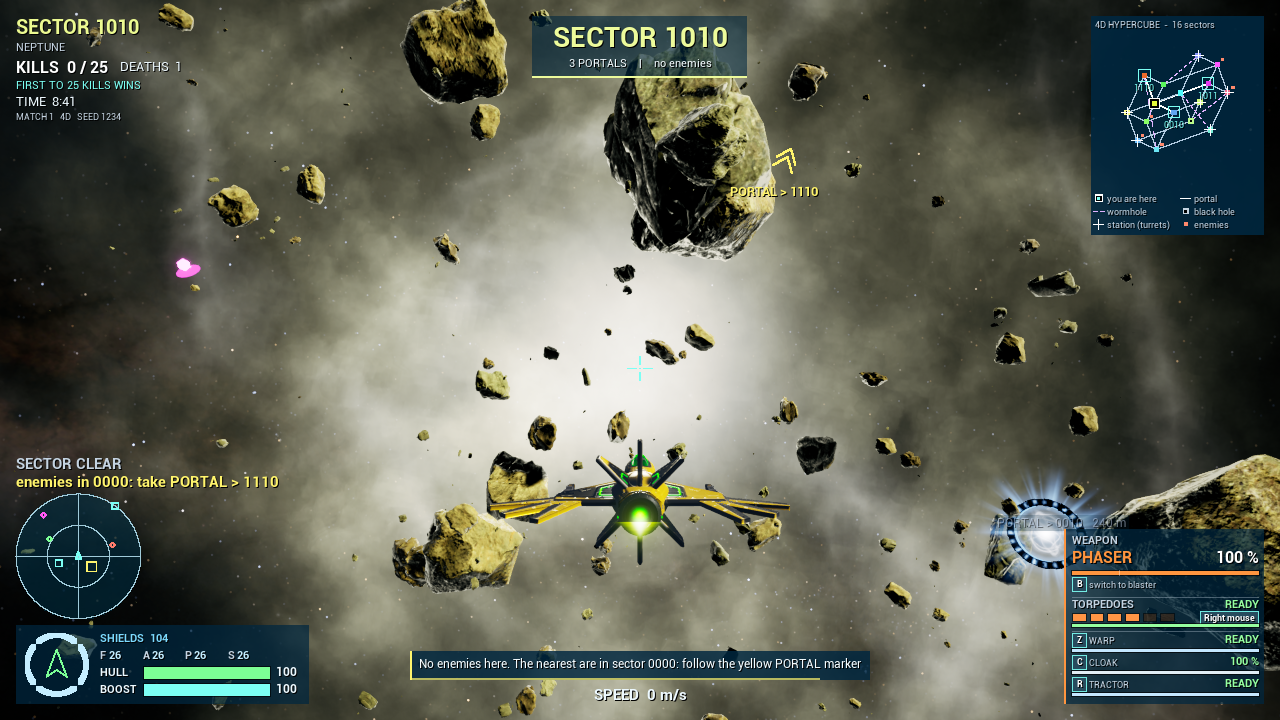 SECTOR 1010
NEPTUNE
KILLS 0 / 25 DEATHS 1
FIRST TO 25 KILLS WINS
TIME 8:41
MATCH 1 4D SEED 1234
SECTOR 1010
3 PORTALS | no enemies
4D HYPERCUBE - 16 sectors
1011
0010
you are here
portal
wormhole
black hole
station (turrets)
enemies
PORTAL > 1110
SECTOR CLEAR
enemies in 0000: take PORTAL > 1110
PORTAL > 0010 240 m
WEAPON
PHASER 100 %
B switch to blaster
TORPEDOES READY
Right mouse
Z WARP READY
C CLOAK 100 %
R TRACTOR READY
SHIELDS 104
F 26 A 26 P 26 S 26
HULL 100
BOOST 100
No enemies here. The nearest are in sector 0000: follow the yellow PORTAL marker
SPEED 0 m/s